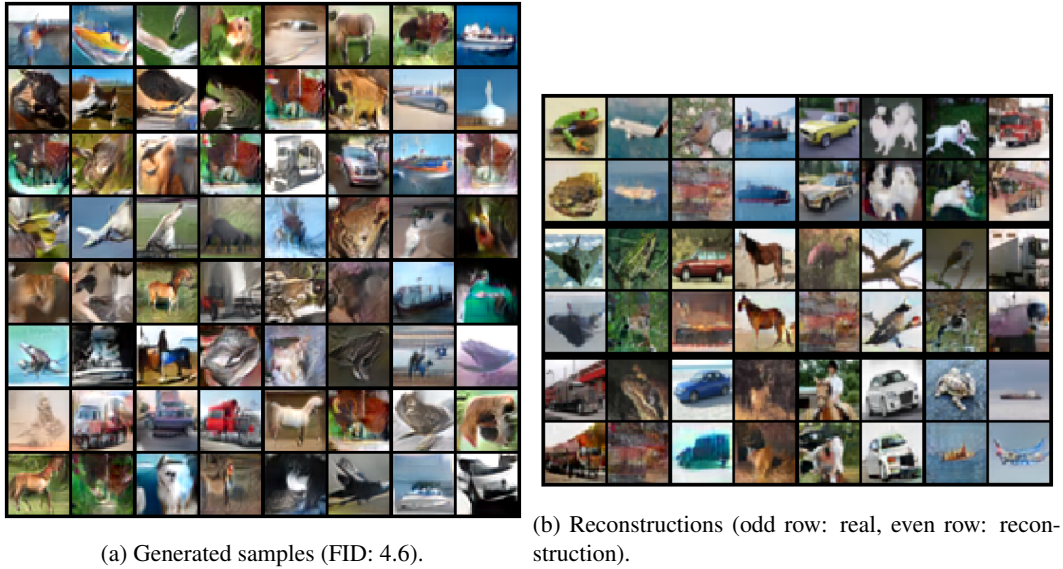 (a) Generated samples (FID: 4.6).
(b) Reconstructions (odd row: real, even row: recon-
struction).